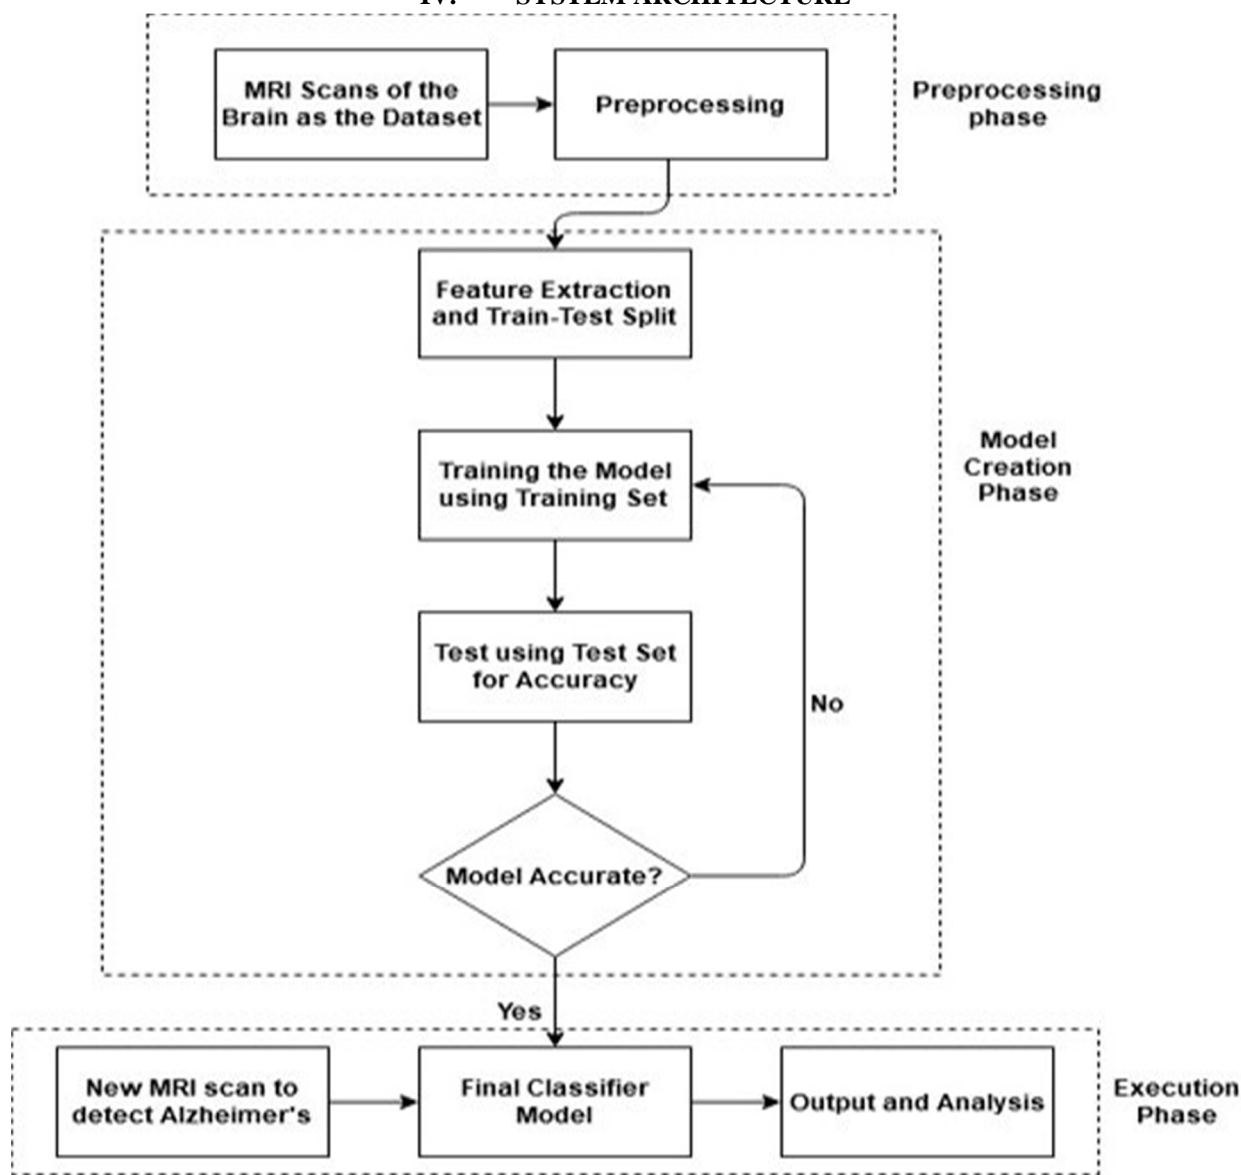 IV. SYSTEM ARCHITECTURE
MRI Scans of the
Brain as the Dataset
Preprocessing
Preprocessing
phase
Feature Extraction
and Train-Test Split
Training the Model
using Training Set
Model
Creation
Phase
Test using Test Set
for Accuracy
No
Model Accurate?
Yes
New MRI scan to
detect Alzheimer's
Final Classifier
Model
Output and Analysis
Execution
Phase